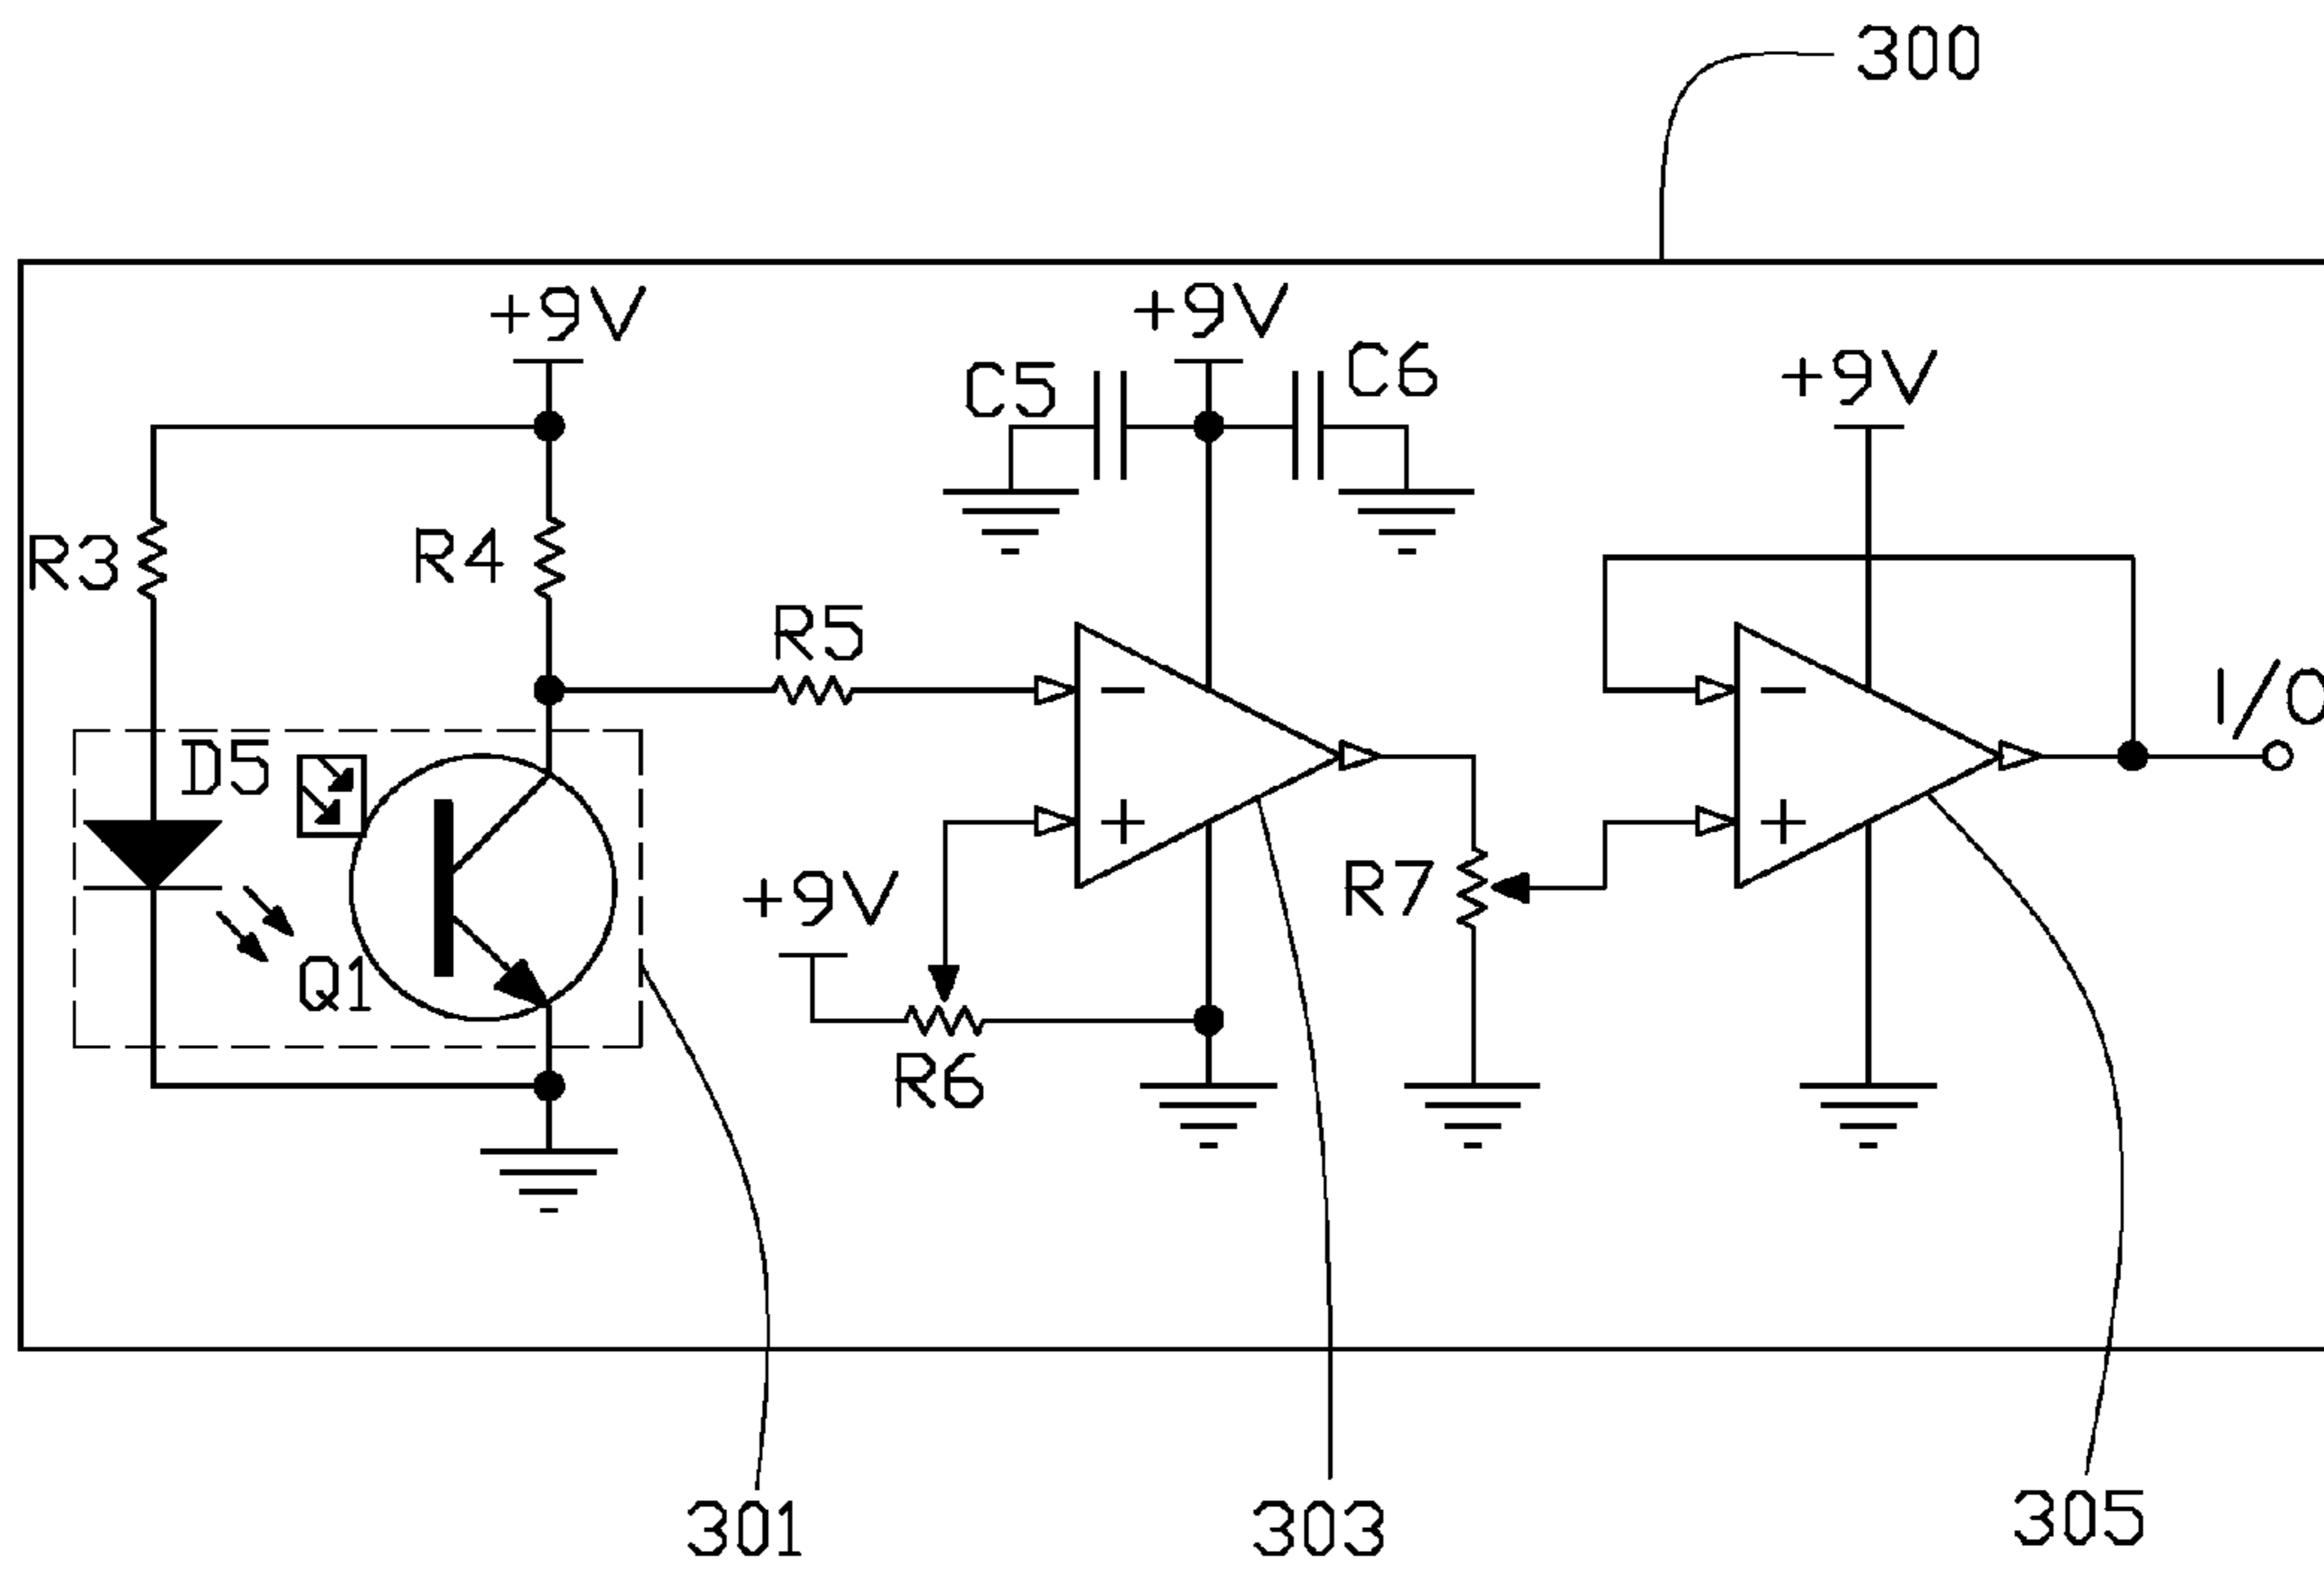 300
+9V
+9V
C5
C6
+9V
R3
R4
R5
I/O
D5
-
-
+
+
+9V
R7
Q1
R6
301
303
305